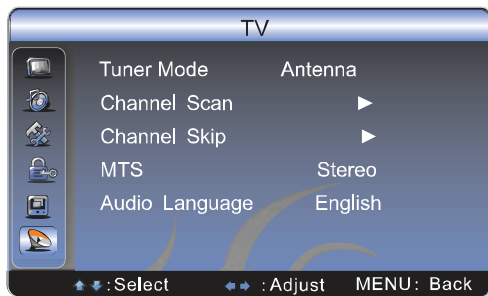 TV
Tuner Mode Antenna
Channel Scan ►
Channel Skip ►
MTS Stereo
Audio Language English
:Select :Adjust MENU: Back